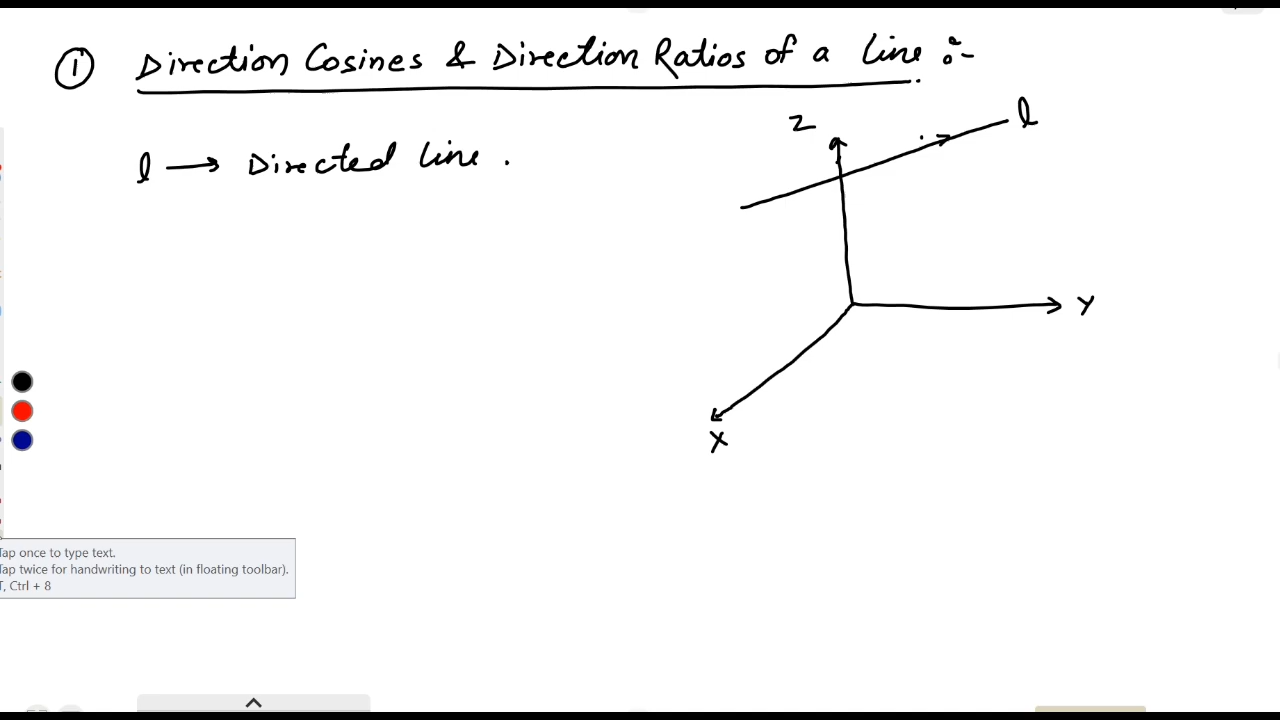 ① Direction Cosines & Direction Ratios of a line :-
l → Directed line .
Z
l
Y
X
Tap once to type text.
Tap twice for handwriting to text (in floating toolbar).
T, Ctrl + 8